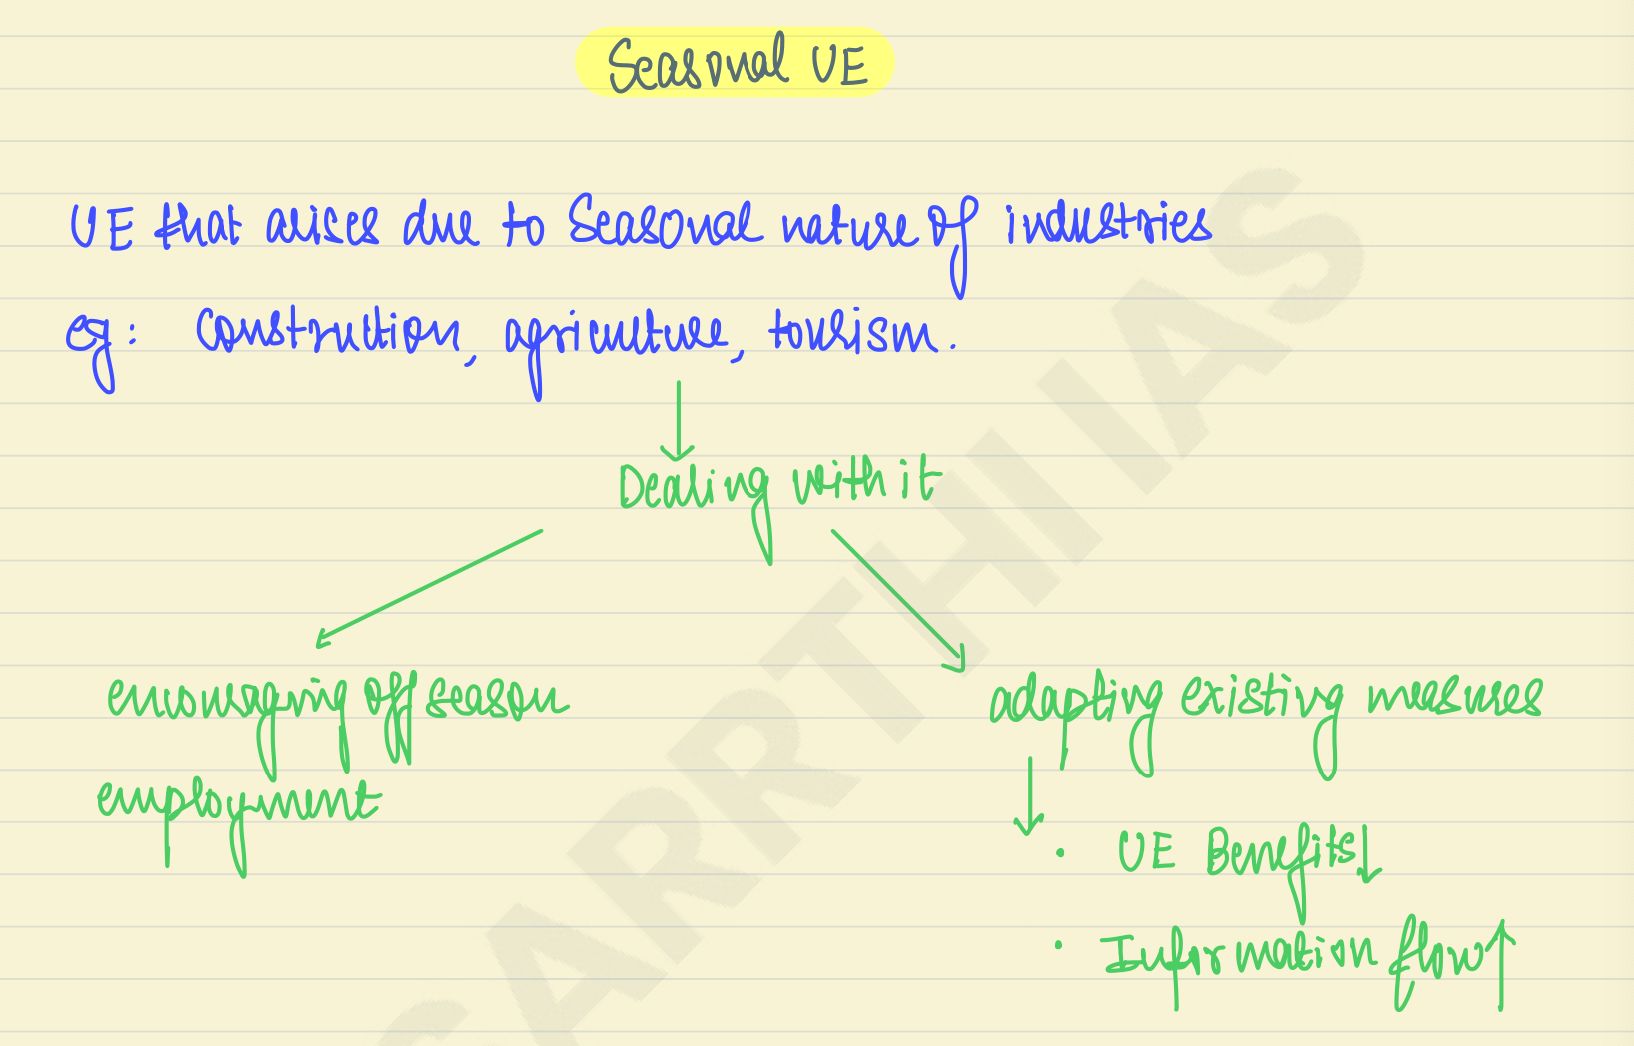 Seasonal UE
UE that arises due to Seasonal nature of industries
eg: Construction, agriculture, tourism.
Dealing with it
encouraging off season
employment
adapting existing measures
↓
· UE Benefits↓
· Information flow↑
SARRTHI IAS